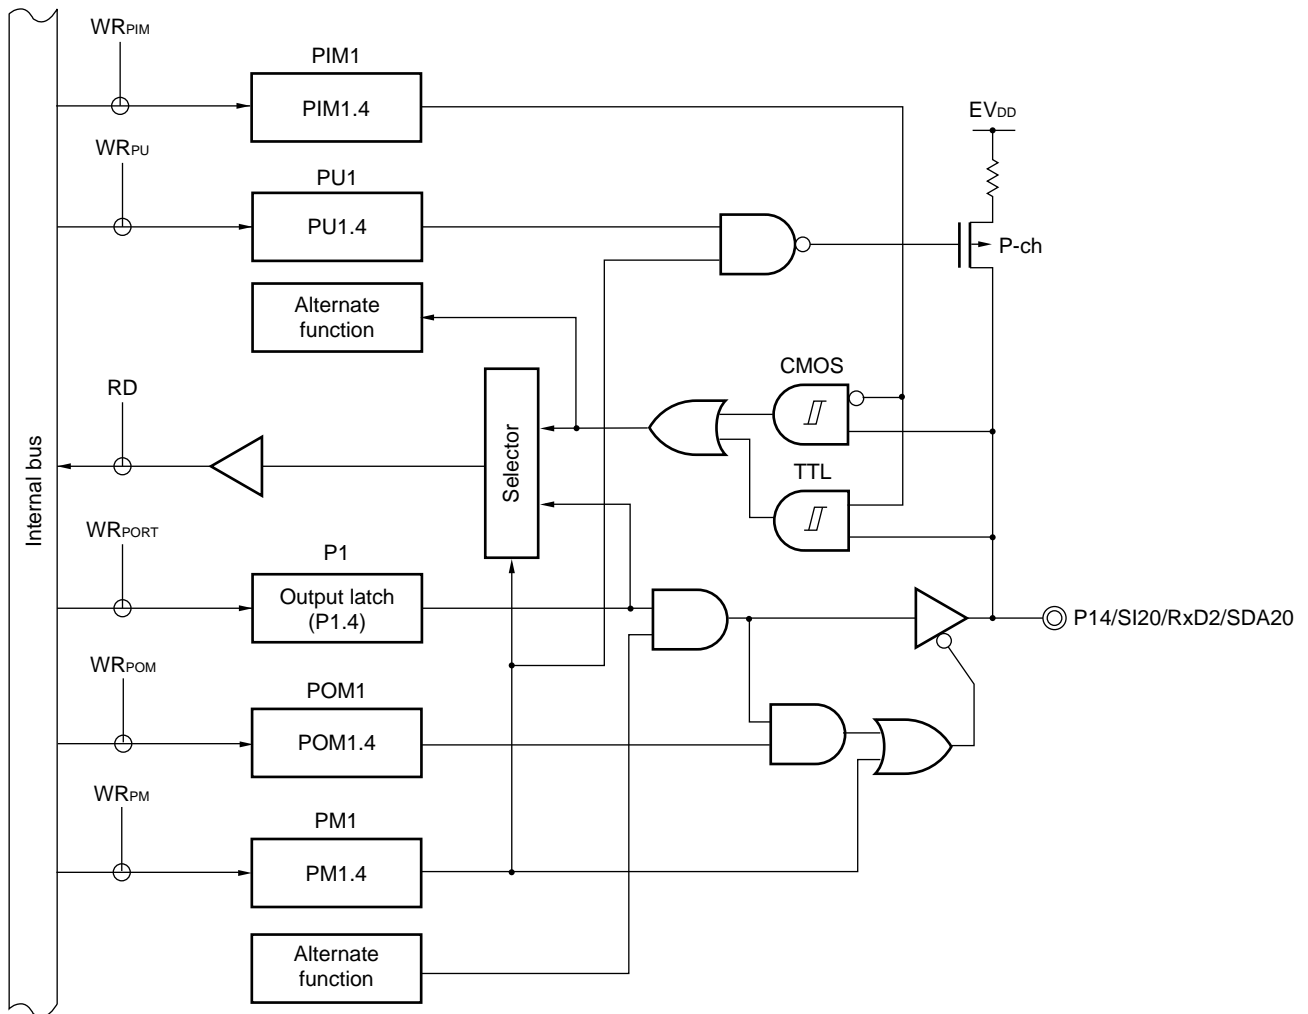 WRPIM
PIM1
PIM1.4
EVDD
WRPU
PU1
PU1.4
P-ch
Alternate
function
CMOS
RD
Selector
TTL
Internal bus
WRPORT
P1
Output latch
(P1.4)
P14/SI20/RxD2/SDA20
WRPOM
POM1
POM1.4
WRPM
PM1
PM1.4
Alternate
function